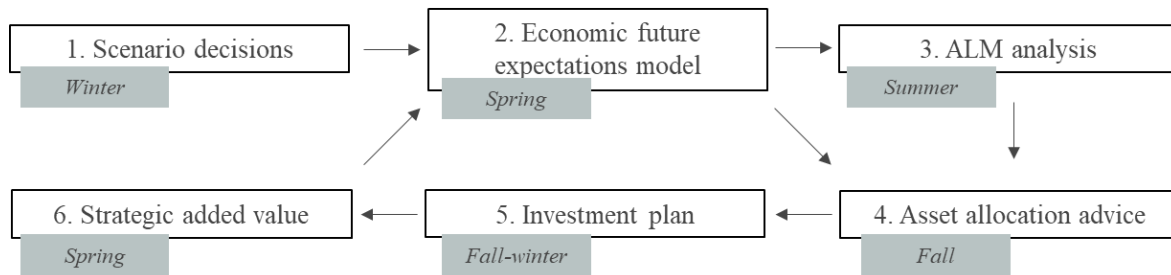 1. Scenario decisions
Winter
2. Economic future
expectations model
Spring
3. ALM analysis
Summer
6. Strategic added value
Spring
5. Investment plan
Fall-winter
4. Asset allocation advice
Fall